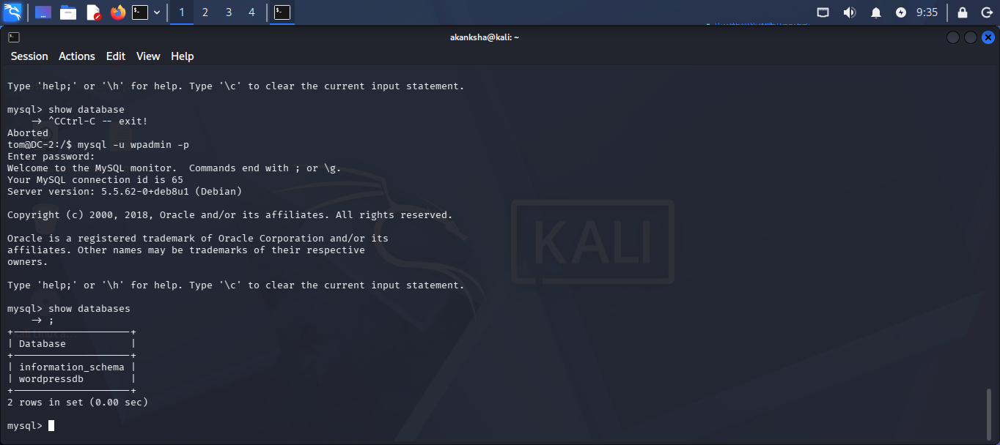 1 2 3 4 9:35
akanksha@kali: ~
Session Actions Edit View Help
Type 'help;' or '\h' for help. Type '\c' to clear the current input statement.
mysql> show database
    → ^CCtrl-C -- exit!
Aborted
tom@DC-2:/$ mysql -u wpadmin -p
Enter password:
Welcome to the MySQL monitor.  Commands end with ; or \g.
Your MySQL connection id is 65
Server version: 5.5.62-0+deb8u1 (Debian)
Copyright (c) 2000, 2018, Oracle and/or its affiliates. All rights reserved.
Oracle is a registered trademark of Oracle Corporation and/or its
affiliates. Other names may be trademarks of their respective
owners.
Type 'help;' or '\h' for help. Type '\c' to clear the current input statement.
mysql> show databases
    → ;
+--------------------+
| Database           |
+--------------------+
| information_schema |
| wordpressdb        |
+--------------------+
2 rows in set (0.00 sec)
mysql>
KALI